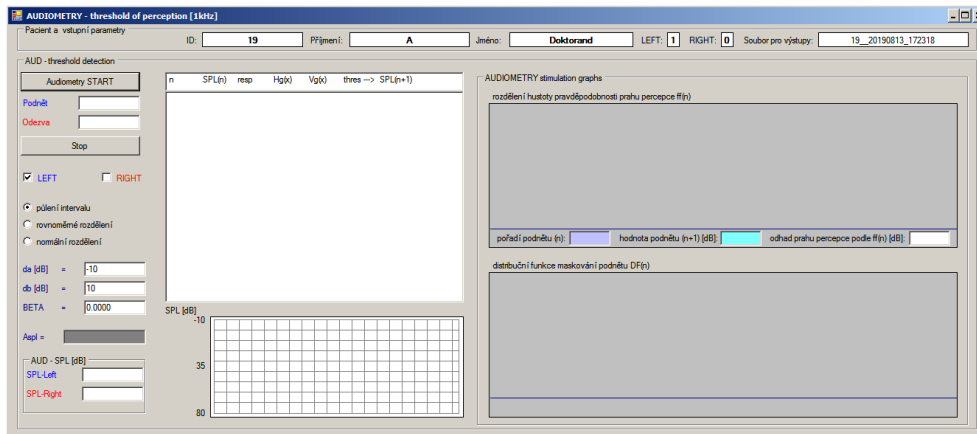 AUDIOMETRY - threshold of perception [1kHz]
Pacient a vstupní parametry
ID: 19 Příjmení: A Jméno: Doktorand LEFT: 1 RIGHT: 0 Soubor pro výstupy: 19__20190813_172318
AUD - threshold detection
Audiometry START
Podnět
Odezva
Stop
LEFT RIGHT
půlení intervalu
rovnoměrné rozdělení
normální rozdělení
da [dB] = -10
db [dB] = 10
BETA = 0.0000
Aspl =
AUD - SPL [dB]
SPL-Left
SPL-Right
n SPL(n) resp Hg(x) Vg(x) thres --> SPL(n+1)
SPL [dB]
-10
35
80
AUDIOMETRY stimulation graphs
rozdělení hustoty pravděpodobnosti prahu percepce ff(n)
pořadí podnětu (n): hodnota podnětu (n+1) [dB]: odhad prahu percepce podle ff(n) [dB]:
distribuční funkce maskování podnětu DF(n)